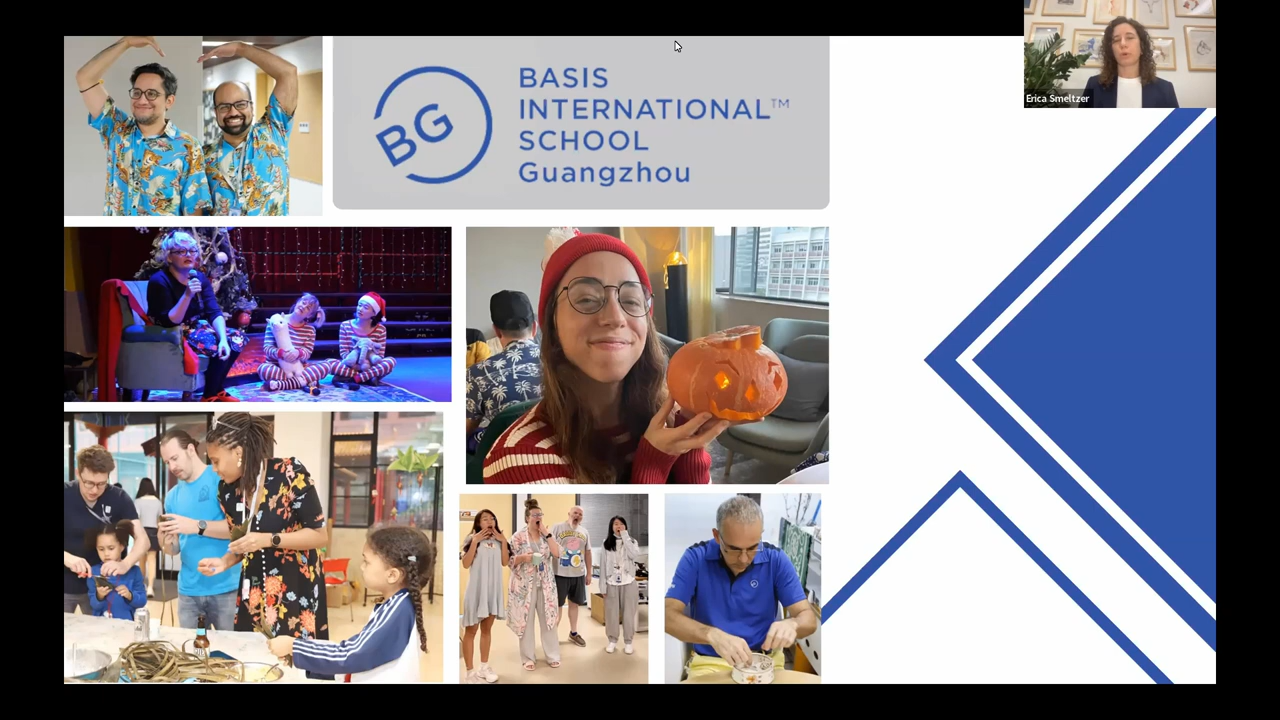 BG
BASIS
INTERNATIONAL™
SCHOOL
Guangzhou
Erica Smeltzer